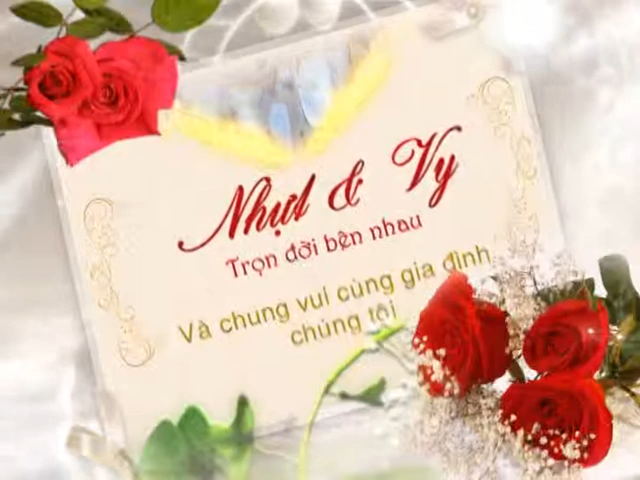 Nhựt & Vy
Trọn đời bên nhau
Và chung vui cùng gia đình
chúng tôi